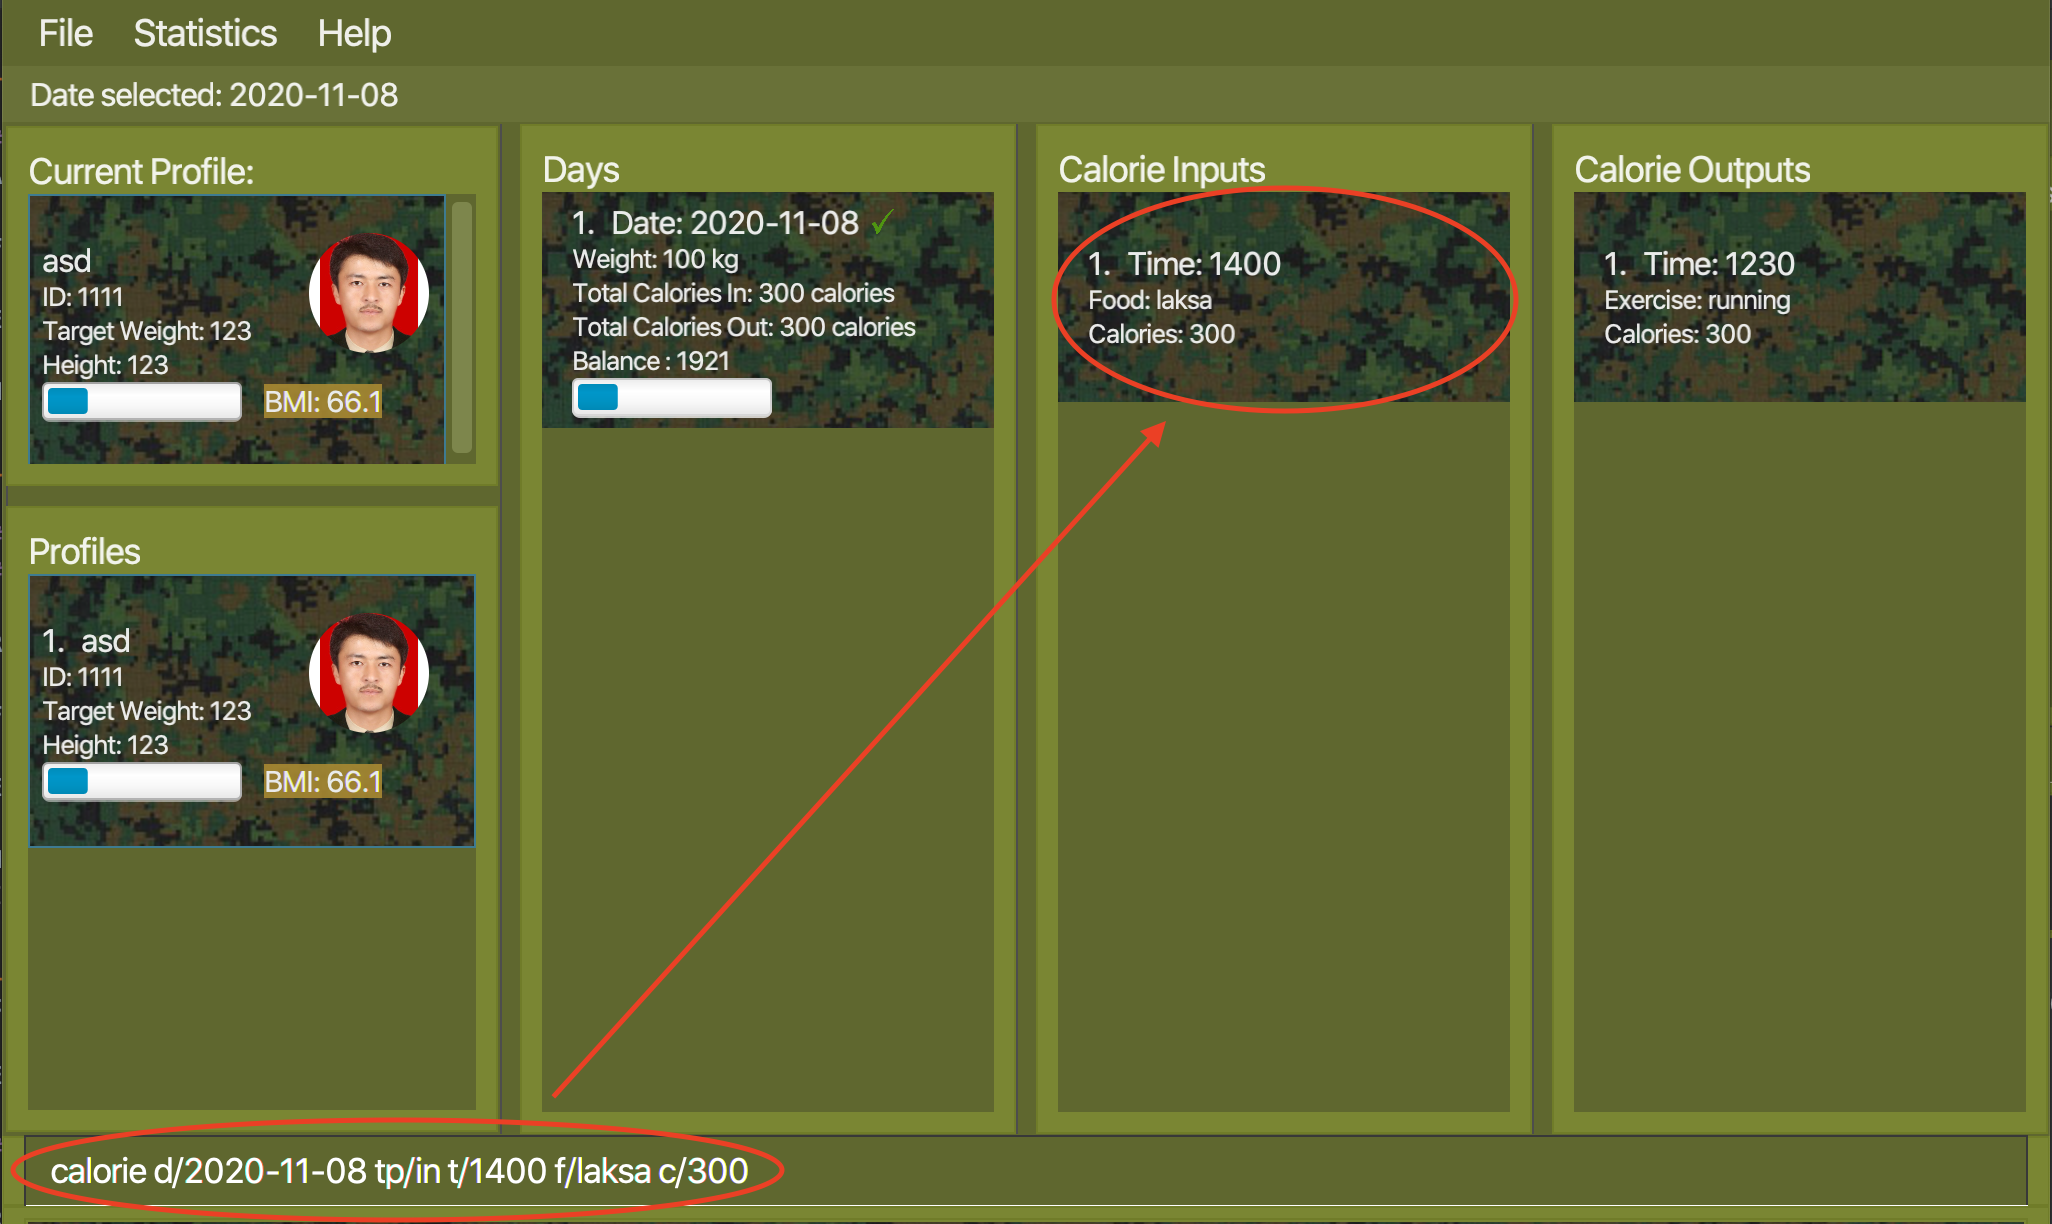 File Statistics Help
Date selected: 2020-11-08
Current Profile:
asd
ID: 1111
Target Weight: 123
Height: 123
BMI: 66.1
Profiles
1. asd
ID: 1111
Target Weight: 123
Height: 123
BMI: 66.1
Days
1. Date: 2020-11-08 ✓
Weight: 100 kg
Total Calories In: 300 calories
Total Calories Out: 300 calories
Balance : 1921
Calorie Inputs
1. Time: 1400
Food: laksa
Calories: 300
Calorie Outputs
1. Time: 1230
Exercise: running
Calories: 300
calorie d/2020-11-08 tp/in t/1400 f/laksa c/300